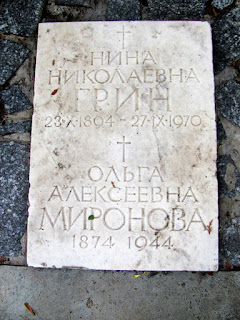 НИНА
НИКОЛАЕВНА
ГРИН
23·X·1894 - 27·IX·1970·
ОЛЬГА
АЛЕКСЕЕВНА
МИРОНОВА
1874 1944